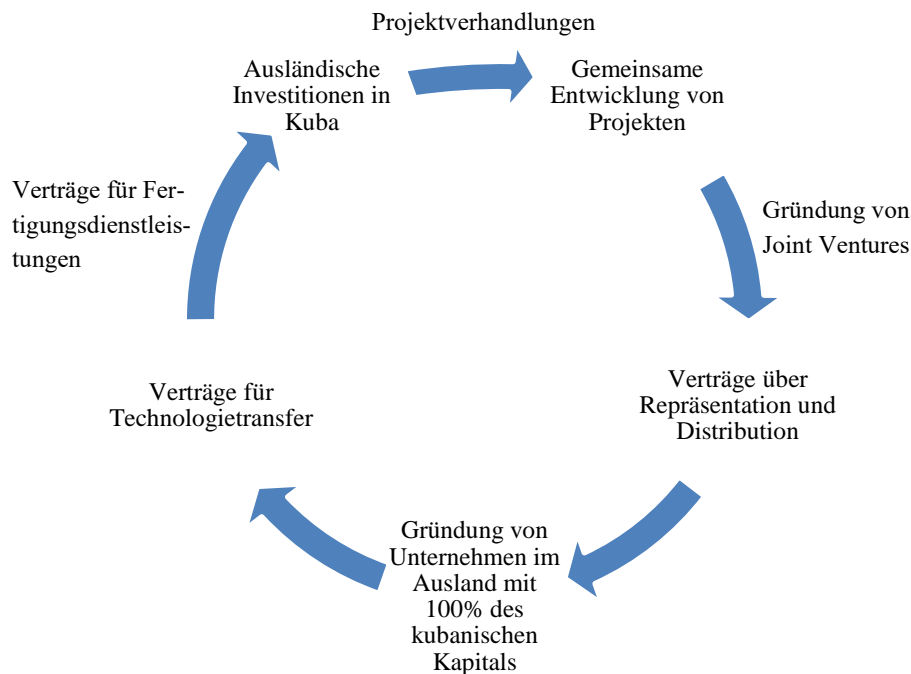 Projektverhandlungen
Ausländische
Investitionen in
Kuba
Gemeinsame
Entwicklung von
Projekten
Verträge für Fer-
tigungsdienstleis-
tungen
Gründung von
Joint Ventures
Verträge für
Technologietransfer
Verträge über
Repräsentation und
Distribution
Gründung von
Unternehmen im
Ausland mit
100% des
kubanischen
Kapitals